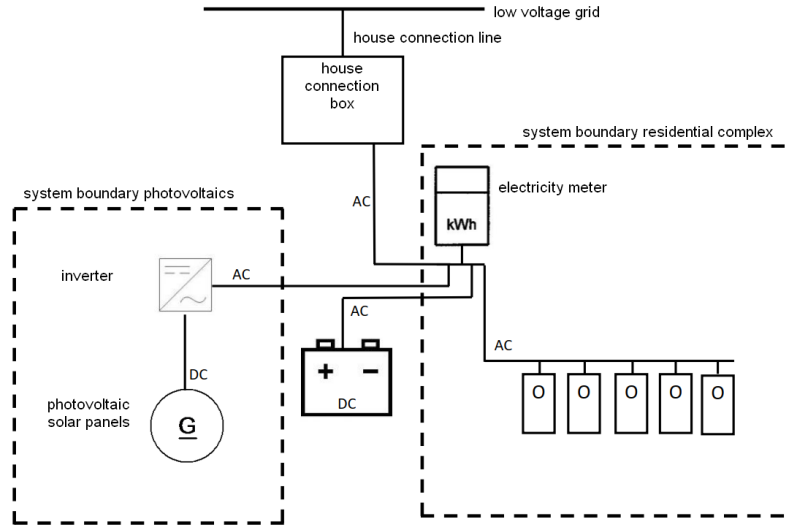 low voltage grid
house connection line
house
connection
box
system boundary residential complex
electricity meter
kWh
AC
system boundary photovoltaics
inverter
AC
AC
AC
DC
DC
photovoltaic
solar panels
G
+ −
O O O O O